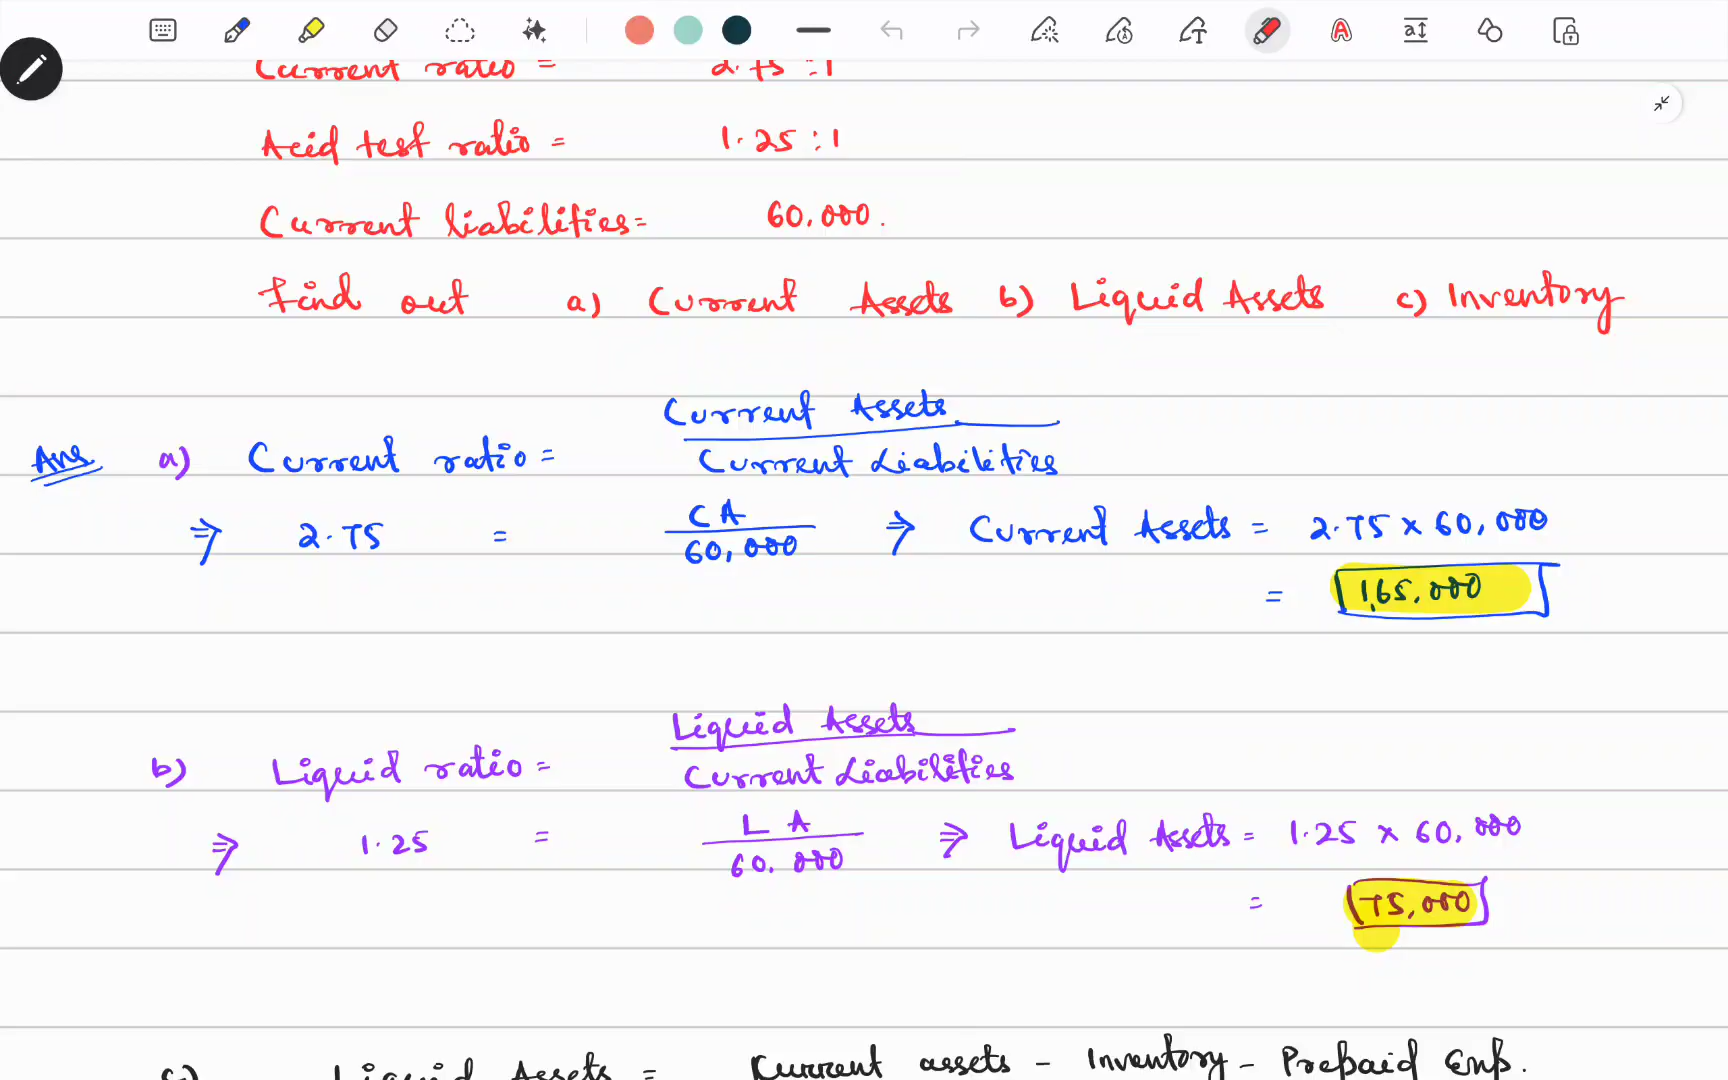 Current ratio = 2.75 :1
Acid test ratio = 1.25 :1
Current liabilities= 60,000.
Find out a) Current Assets b) Liquid Assets c) Inventory
Current Assets
Ans a) Current ratio =
Current Liabilities
⇒ 2.75 = CA / 60,000 ⇒ Current Assets = 2.75 × 60,000
= 1,65,000
Liquid Assets
b) Liquid ratio =
Current Liabilities
⇒ 1.25 = LA / 60,000 ⇒ Liquid Assets = 1.25 × 60,000
= 75,000
c) Liquid Assets = Current assets - Inventory - Prepaid Exp.